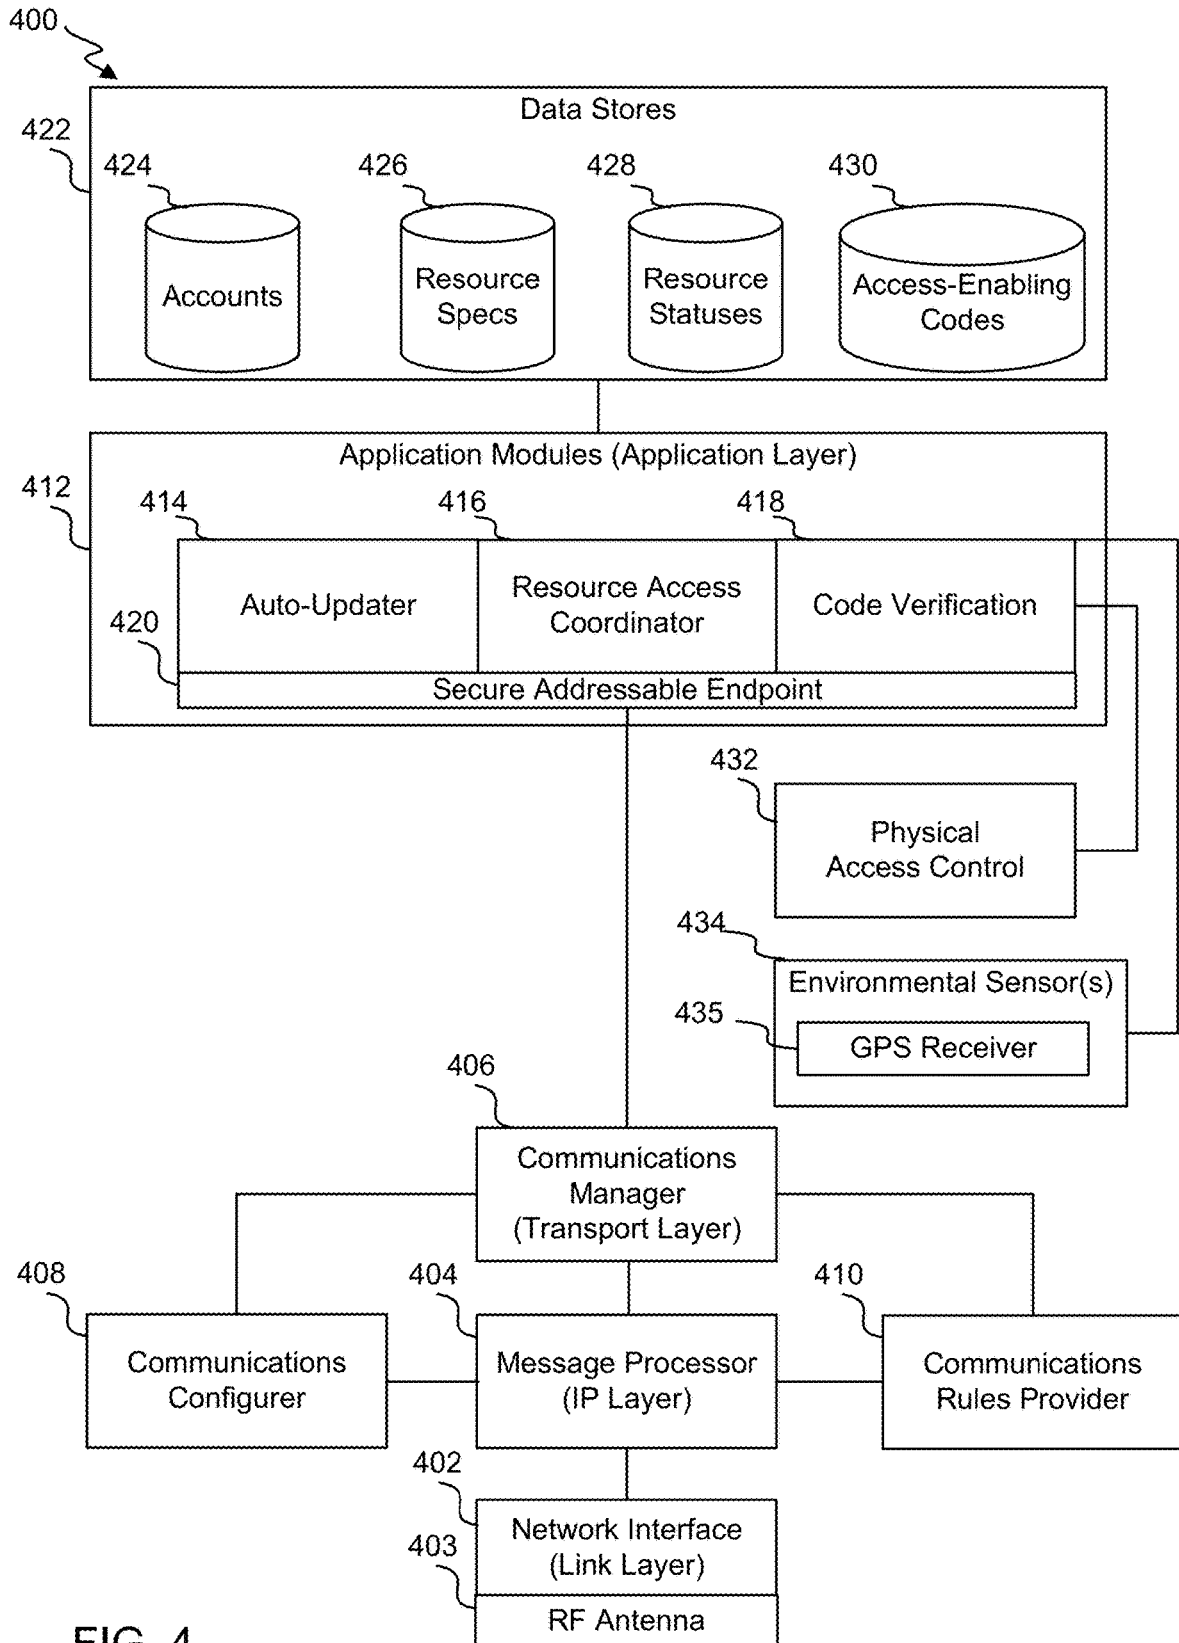 400
Data Stores
422
424
426
428
430
Accounts
Resource
Specs
Resource
Statuses
Access-Enabling
Codes
Application Modules (Application Layer)
412
414
416
418
Auto-Updater
Resource Access
Coordinator
Code Verification
420
Secure Addressable Endpoint
432
Physical
Access Control
434
Environmental Sensor(s)
435
GPS Receiver
406
Communications
Manager
(Transport Layer)
408
404
410
Communications
Configurer
Message Processor
(IP Layer)
Communications
Rules Provider
402
Network Interface
(Link Layer)
403
RF Antenna
FIG. 4